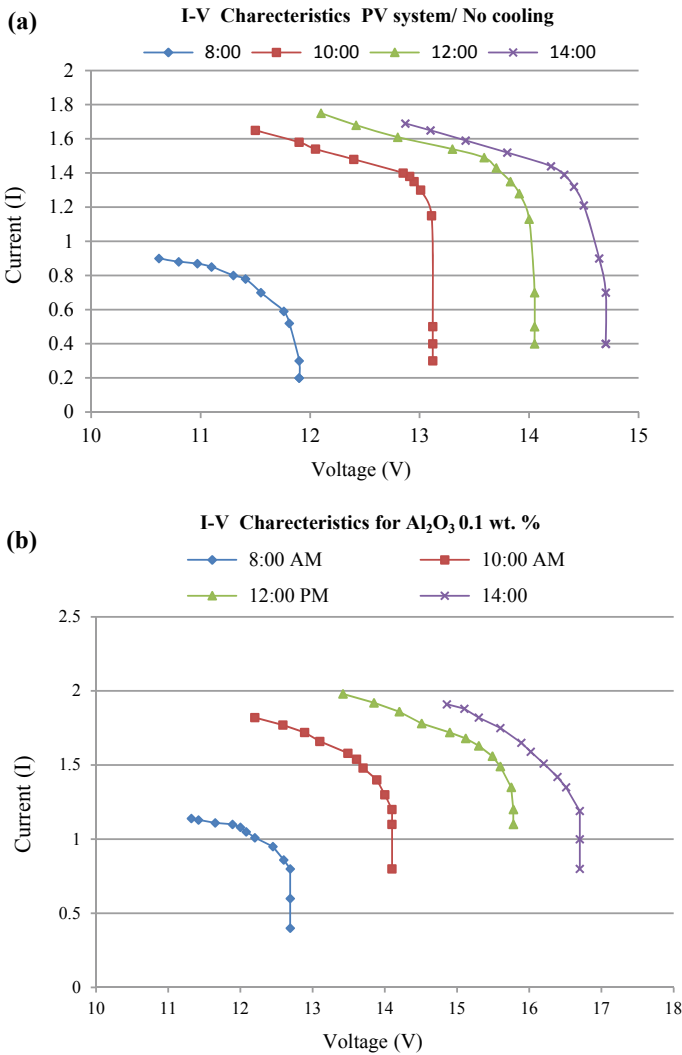 (a)
I-V Charecteristics PV system/ No cooling
8:00 10:00 12:00 14:00
2
1.8
1.6
1.4
1.2
1
0.8
0.6
0.4
0.2
0
Current (I)
10 11 12 13 14 15
Voltage (V)
(b)
I-V Charecteristics for Al₂O₃ 0.1 wt. %
8:00 AM 10:00 AM
12:00 PM 14:00
2.5
2
1.5
1
0.5
0
Current (I)
10 11 12 13 14 15 16 17 18
Voltage (V)